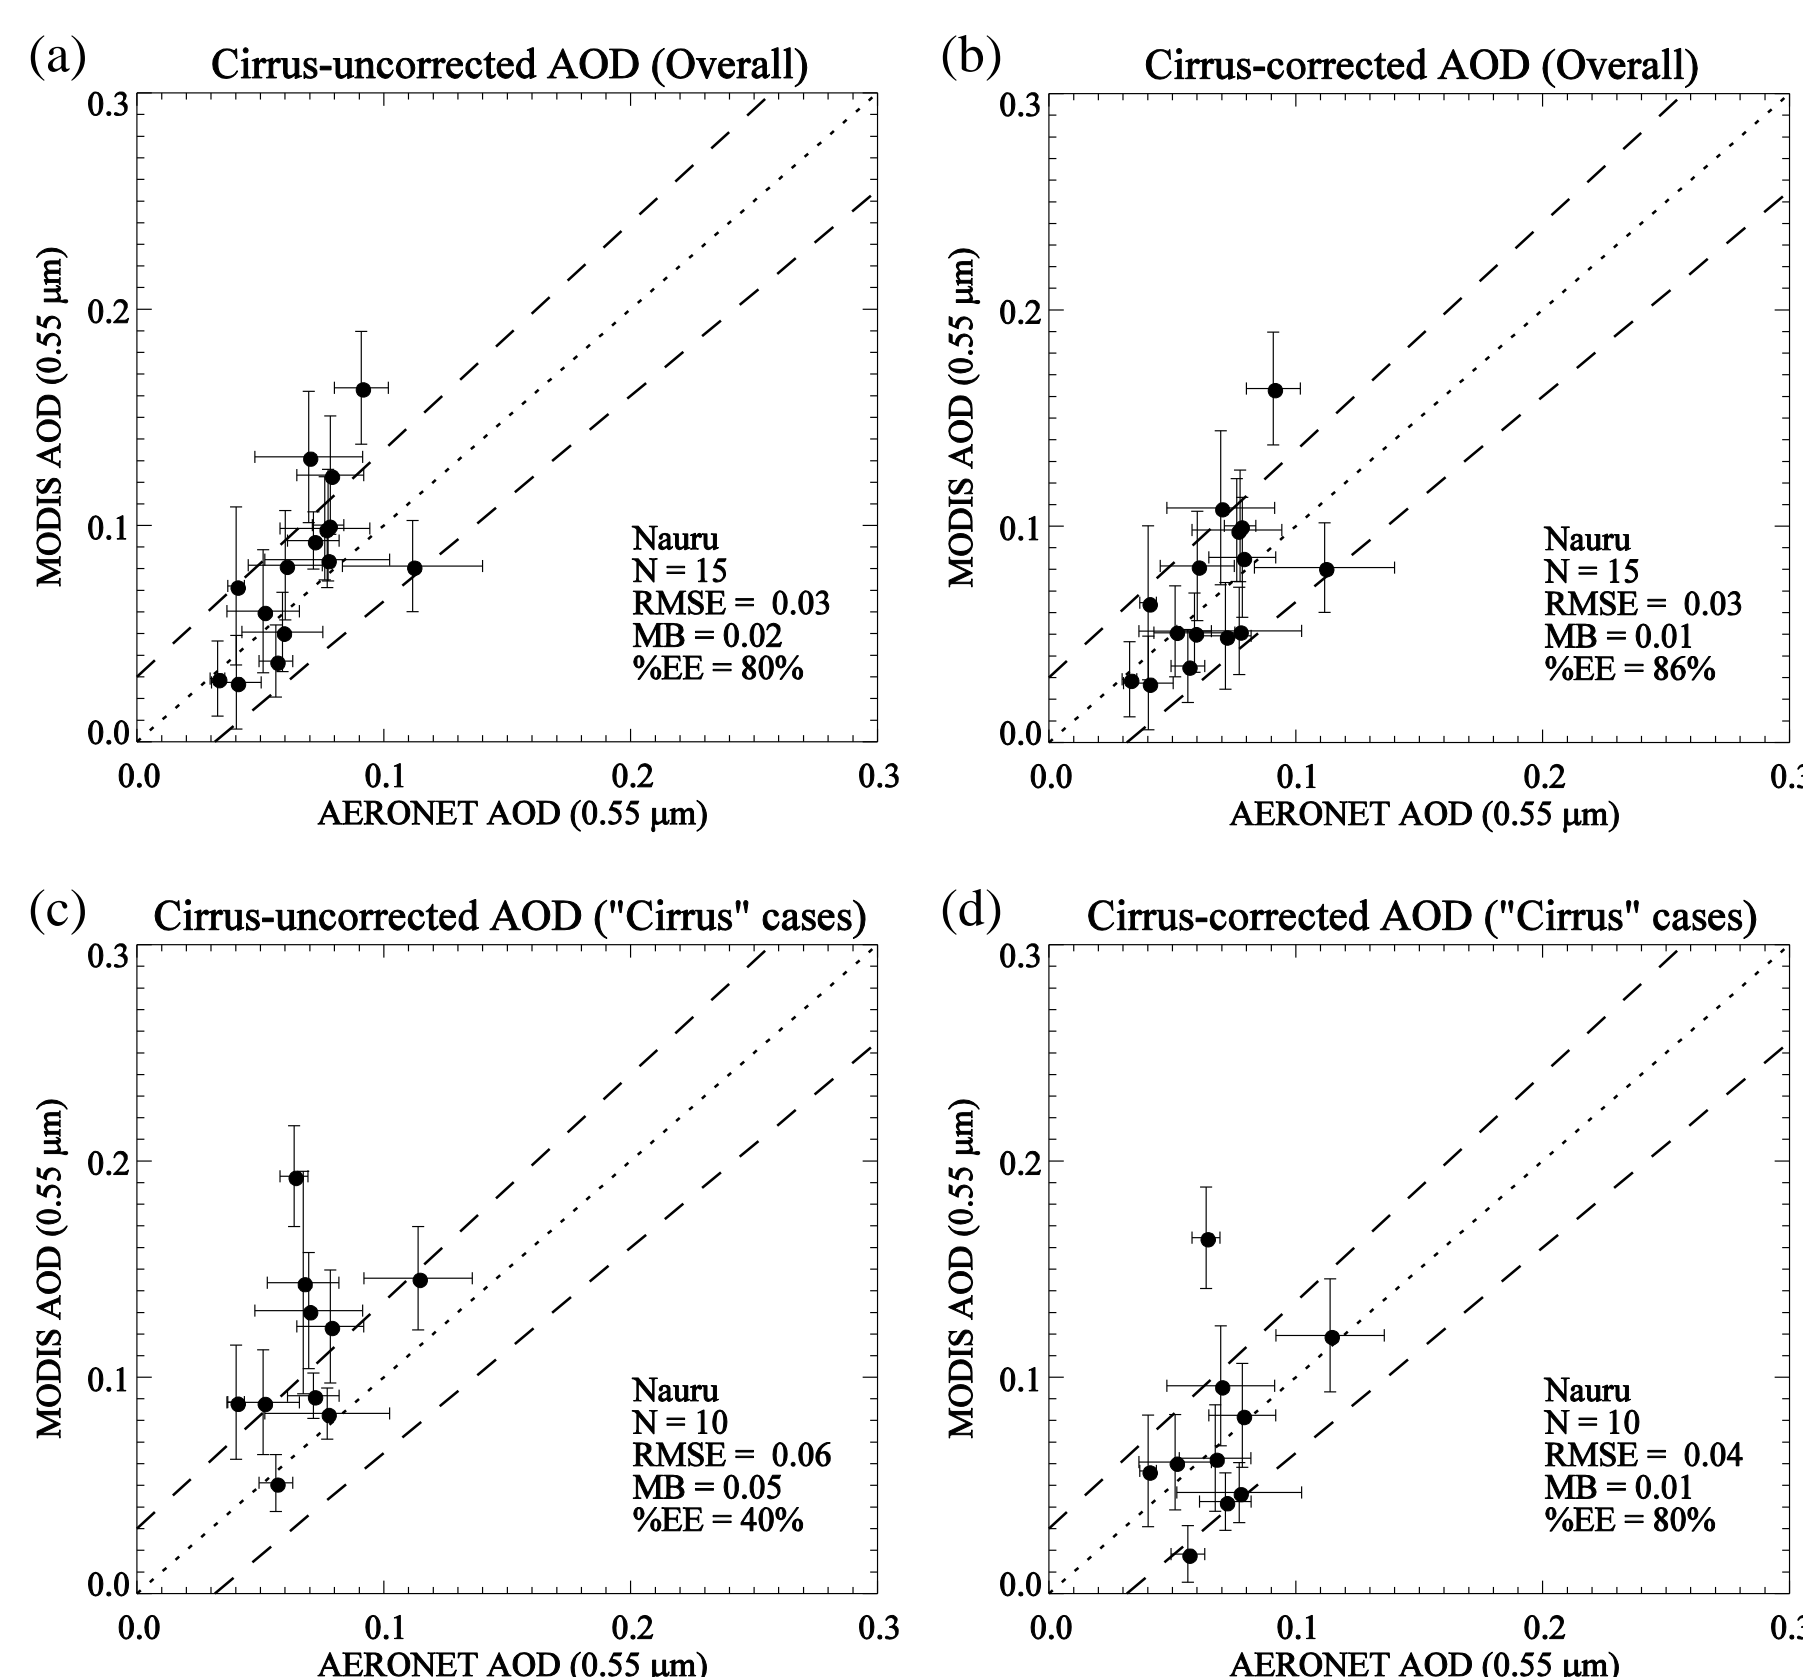 (a) Cirrus-uncorrected AOD (Overall)
0.3
0.2
0.1
0.0
MODIS AOD (0.55 µm)
Nauru
N = 15
RMSE = 0.03
MB = 0.02
%EE = 80%
0.0 0.1 0.2 0.3
AERONET AOD (0.55 µm)
(b) Cirrus-corrected AOD (Overall)
0.3
0.2
0.1
0.0
MODIS AOD (0.55 µm)
Nauru
N = 15
RMSE = 0.03
MB = 0.01
%EE = 86%
0.0 0.1 0.2 0.3
AERONET AOD (0.55 µm)
(c) Cirrus-uncorrected AOD ("Cirrus" cases)
0.3
0.2
0.1
0.0
MODIS AOD (0.55 µm)
Nauru
N = 10
RMSE = 0.06
MB = 0.05
%EE = 40%
0.0 0.1 0.2 0.3
AERONET AOD (0.55 µm)
(d) Cirrus-corrected AOD ("Cirrus" cases)
0.3
0.2
0.1
0.0
MODIS AOD (0.55 µm)
Nauru
N = 10
RMSE = 0.04
MB = 0.01
%EE = 80%
0.0 0.1 0.2 0.3
AERONET AOD (0.55 µm)